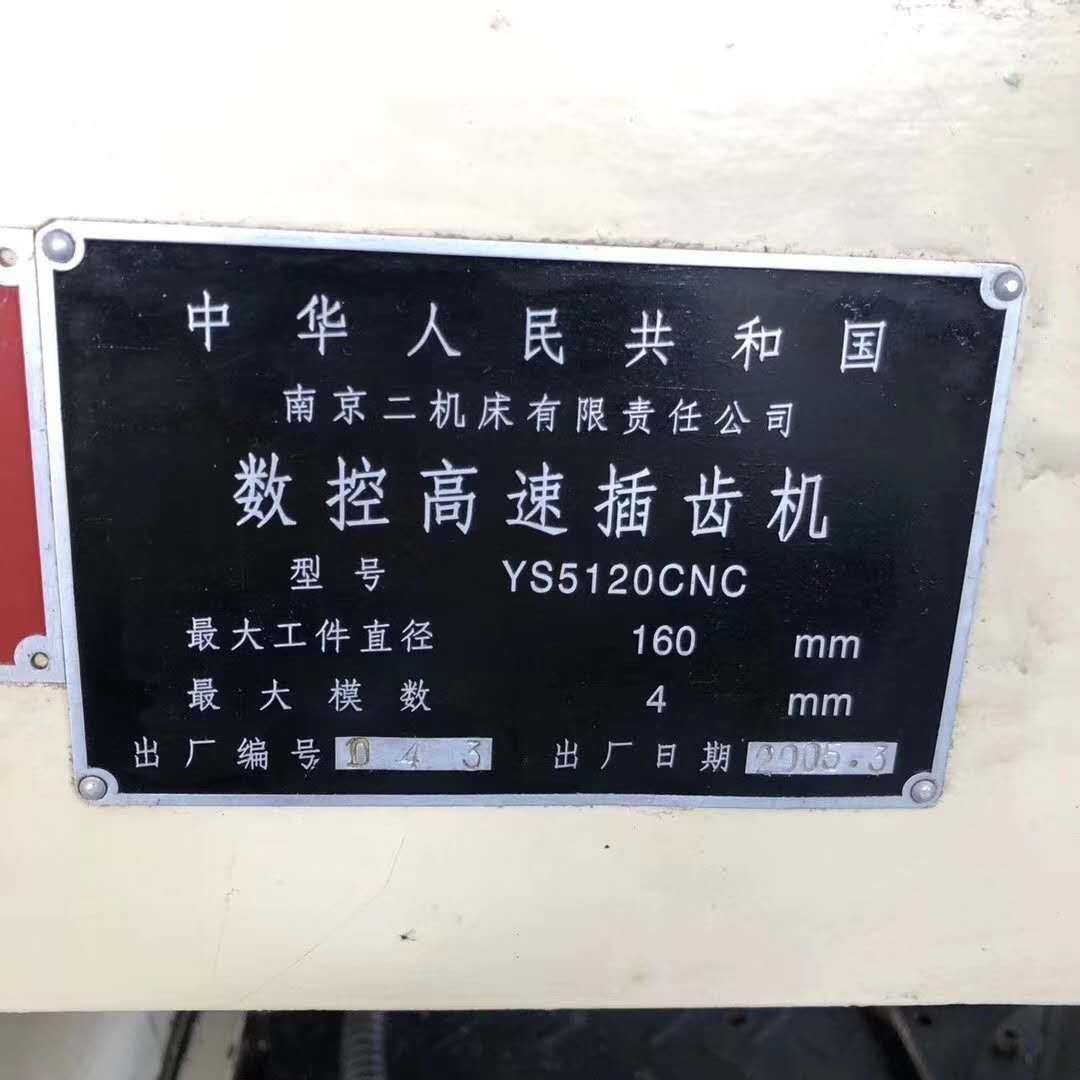 中华人民共和国
南京二机床有限责任公司
数控高速插齿机
型号 YS5120CNC
最大工件直径 160 mm
最大模数 4 mm
出厂编号 D43 出厂日期 2005.3